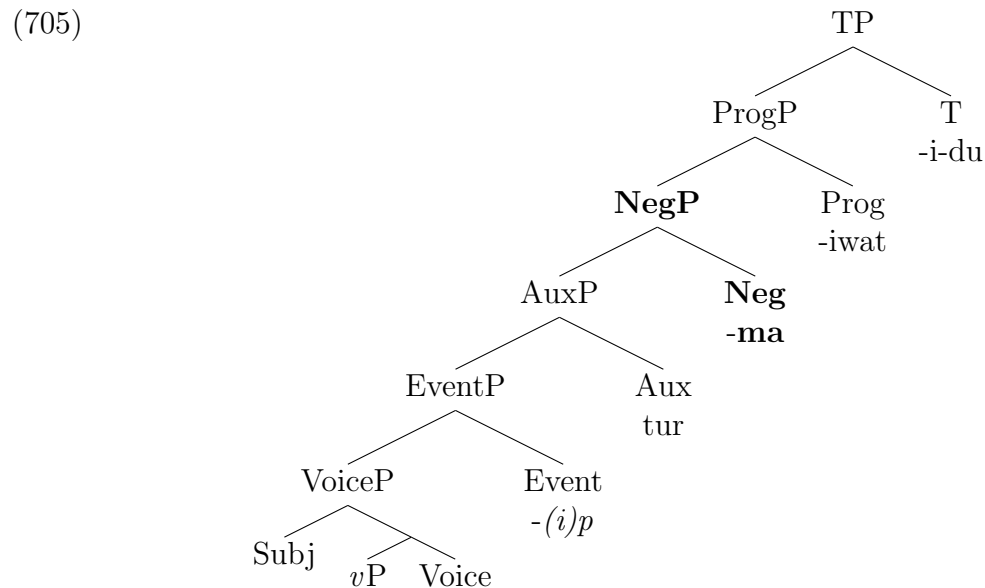 (705)
TP
ProgP T
-i-du
NegP Prog
-iwat
AuxP Neg
-ma
EventP Aux
tur
VoiceP Event
-(i)p
Subj
vP Voice